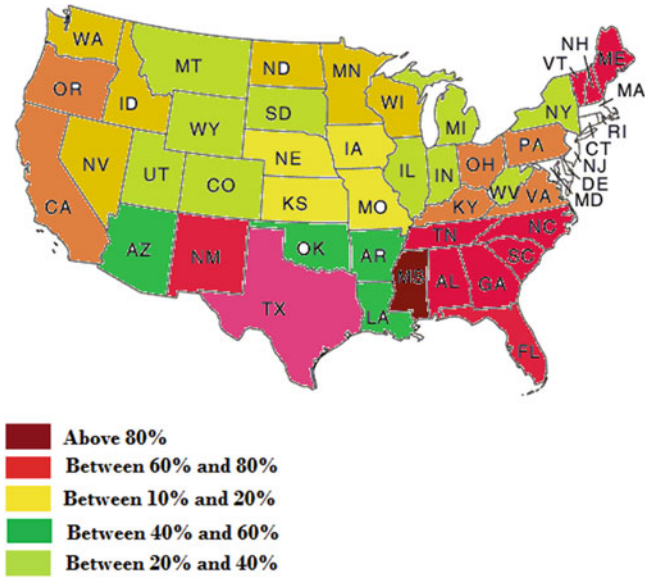 WA
MT
ND
MN
VT
NH
ME
OR
ID
WY
SD
WI
MI
NY
MA
RI
CT
NJ
DE
MD
NV
UT
CO
NE
IA
IL
IN
OH
PA
WV
VA
CA
KS
MO
KY
AZ
NM
OK
AR
TN
NC
SC
TX
LA
AL
GA
FL
Above 80%
Between 60% and 80%
Between 10% and 20%
Between 40% and 60%
Between 20% and 40%